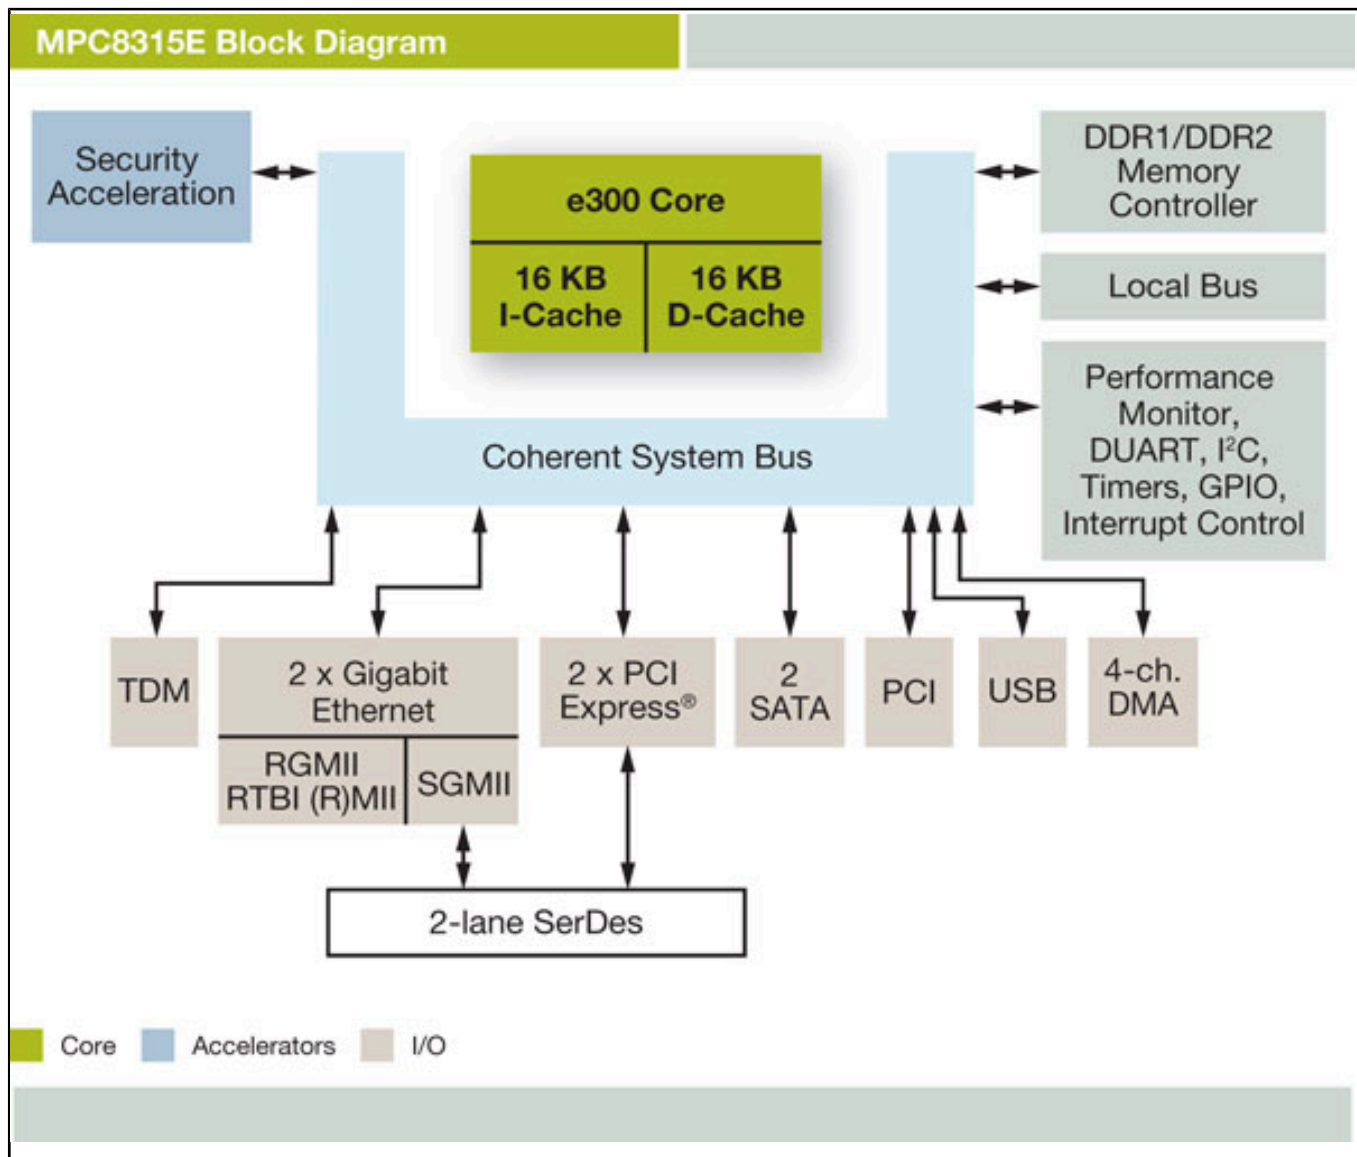 MPC8315E Block Diagram
Security
Acceleration
e300 Core
16 KB
I-Cache
16 KB
D-Cache
DDR1/DDR2
Memory
Controller
Local Bus
Performance
Monitor,
DUART, I²C,
Timers, GPIO,
Interrupt Control
Coherent System Bus
TDM
2 x Gigabit
Ethernet
RGMII
RTBI (R)MII
SGMII
2 x PCI
Express®
2
SATA
PCI
USB
4-ch.
DMA
2-lane SerDes
Core
Accelerators
I/O